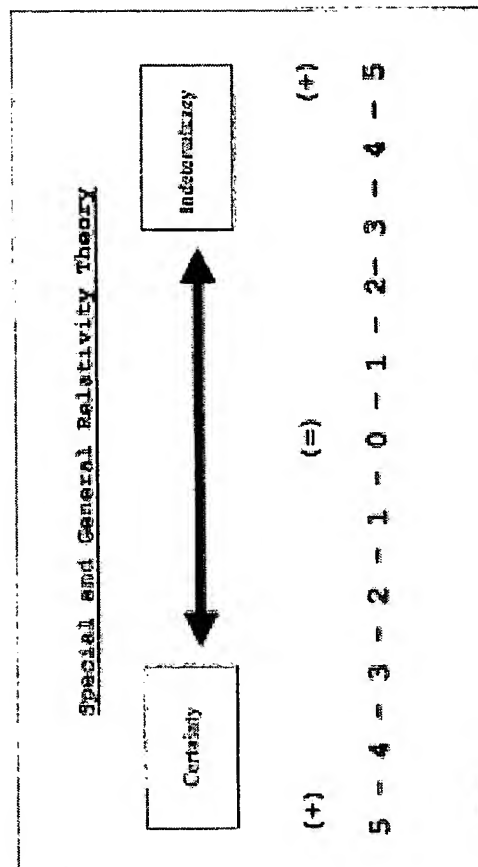 Special and General Relativity Theory
Certainty Indeterminacy
(+) (=) (+)
5 - 4 - 3 - 2 - 1 - 0 - 1 - 2 - 3 - 4 - 5